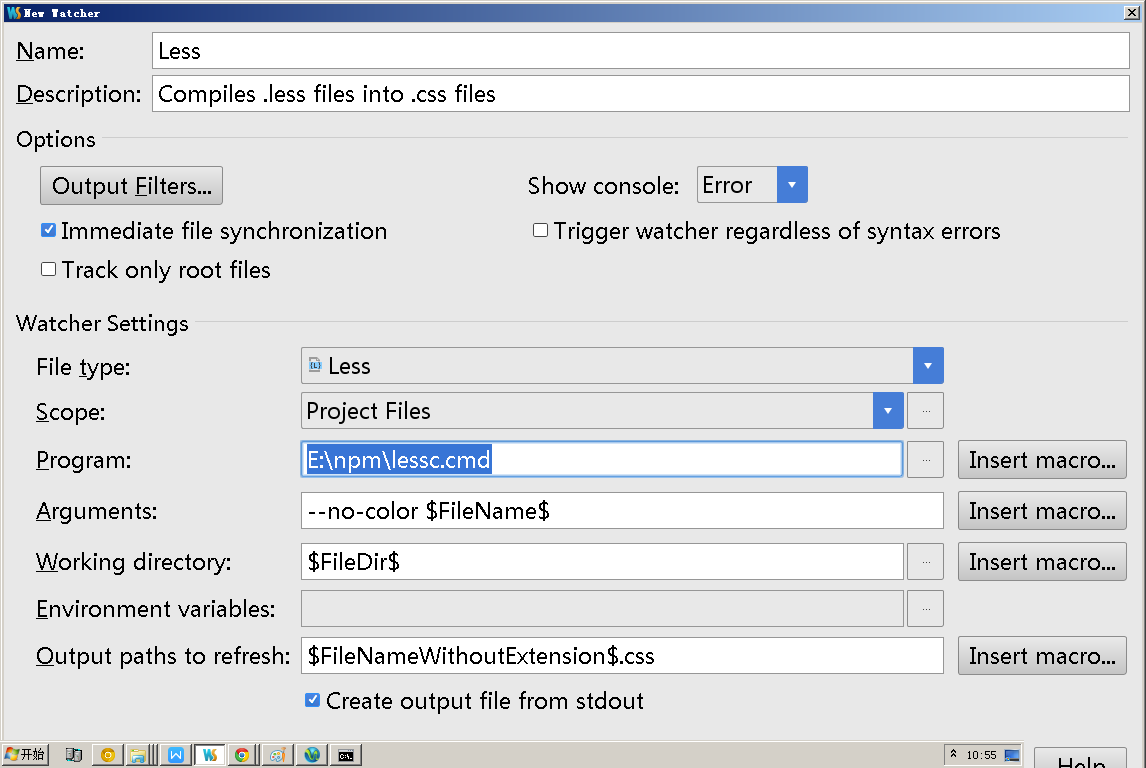 New Watcher
Name: Less
Description: Compiles .less files into .css files
Options
Output Filters... Show console: Error
Immediate file synchronization Trigger watcher regardless of syntax errors
Track only root files
Watcher Settings
File type: Less
Scope: Project Files ...
Program: E:\npm\lessc.cmd ... Insert macro...
Arguments: --no-color $FileName$ Insert macro...
Working directory: $FileDir$ ... Insert macro...
Environment variables: ...
Output paths to refresh: $FileNameWithoutExtension$.css Insert macro...
Create output file from stdout
开始 10:55 Help